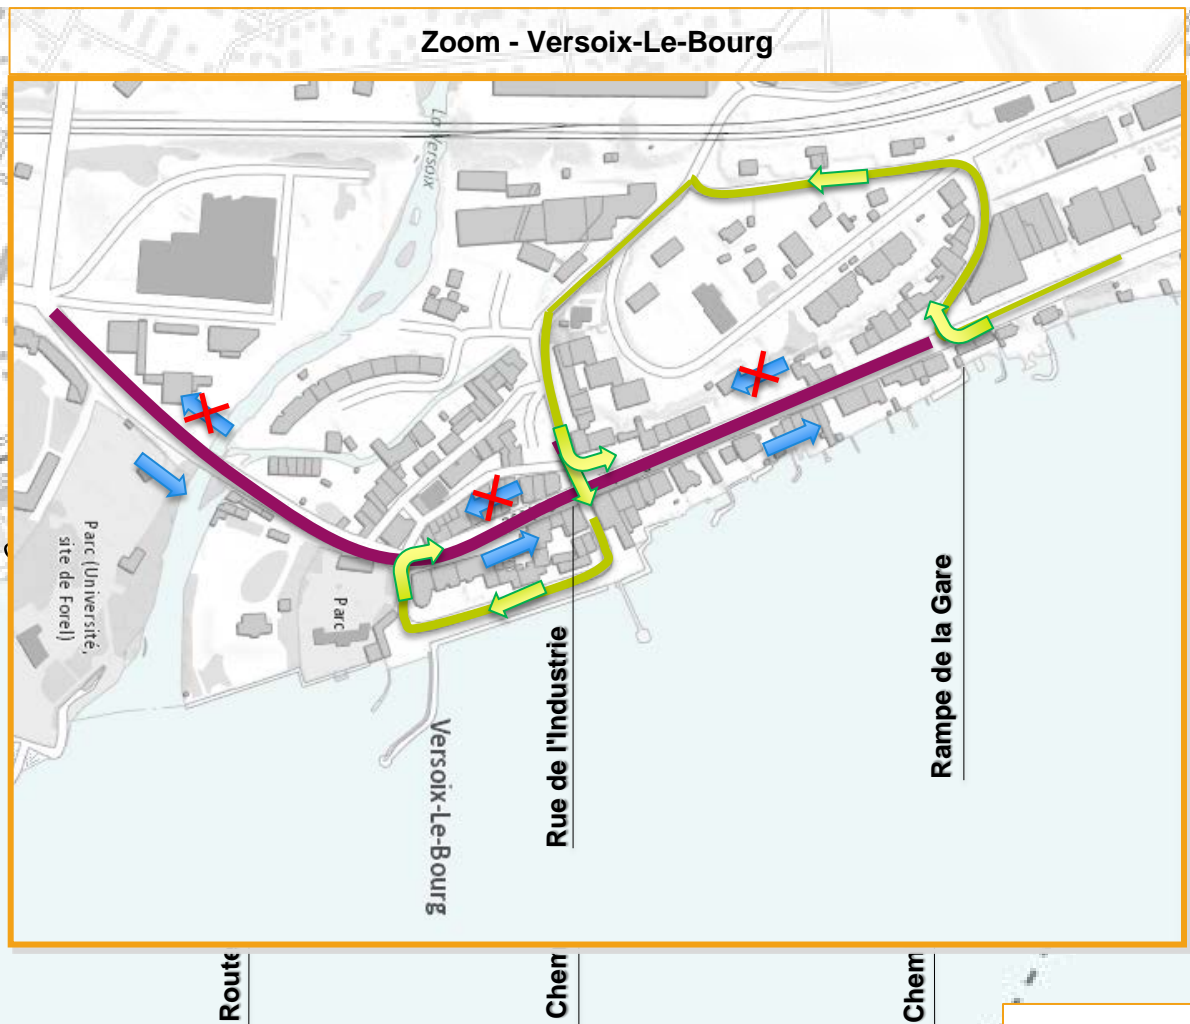 Zoom - Versoix-Le-Bourg
La Versoix
Parc (Université,
site de Forel)
Parc
Versoix-Le-Bourg
Rue de l'Industrie
Rampe de la Gare
Route
Chem
Chem